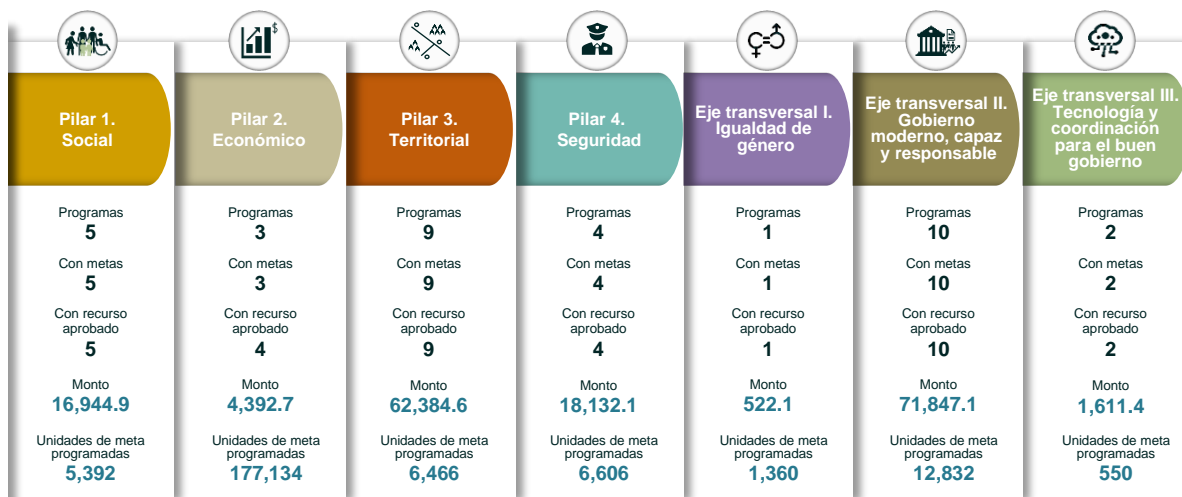 $
Pilar 1.
Social
Programas
5
Con metas
5
Con recurso
aprobado
5
Monto
16,944.9
Unidades de meta
programadas
5,392
Pilar 2.
Económico
Programas
3
Con metas
3
Con recurso
aprobado
4
Monto
4,392.7
Unidades de meta
programadas
177,134
Pilar 3.
Territorial
Programas
9
Con metas
9
Con recurso
aprobado
9
Monto
62,384.6
Unidades de meta
programadas
6,466
Pilar 4.
Seguridad
Programas
4
Con metas
4
Con recurso
aprobado
4
Monto
18,132.1
Unidades de meta
programadas
6,606
Eje transversal I.
Igualdad de
género
Programas
1
Con metas
1
Con recurso
aprobado
1
Monto
522.1
Unidades de meta
programadas
1,360
Eje transversal II.
Gobierno
moderno, capaz
y responsable
Programas
10
Con metas
10
Con recurso
aprobado
10
Monto
71,847.1
Unidades de meta
programadas
12,832
Eje transversal III.
Tecnología y
coordinación
para el buen
gobierno
Programas
2
Con metas
2
Con recurso
aprobado
2
Monto
1,611.4
Unidades de meta
programadas
550